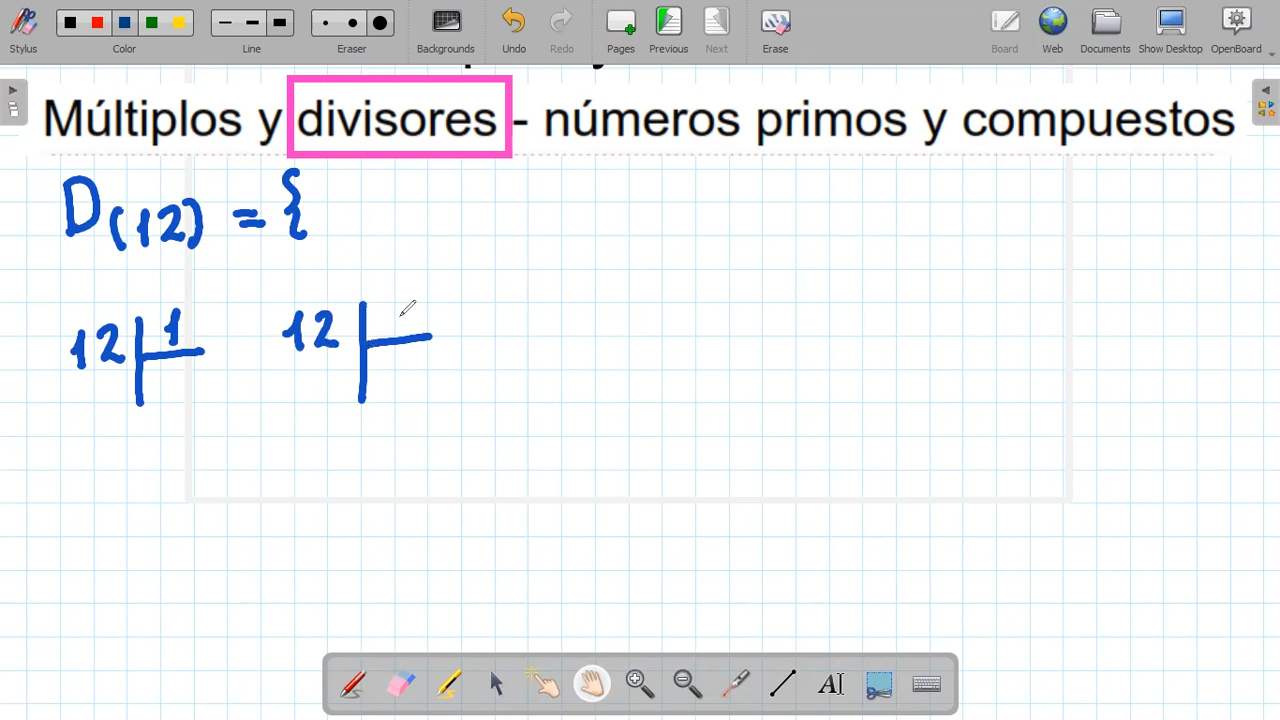 Stylus Color Line Eraser Backgrounds Undo Redo Pages Previous Next Erase Board Web Documents Show Desktop OpenBoard
Múltiplos y divisores - números primos y compuestos
D(12) = {
12 1 12
AI